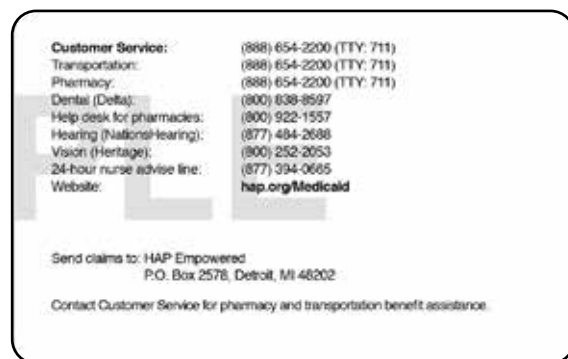 Customer Service: (888) 654-2200 (TTY: 711)
Transportation: (888) 654-2200 (TTY: 711)
Pharmacy: (888) 654-2200 (TTY: 711)
Dental (Delta): (800) 838-8597
Help desk for pharmacies: (800) 922-1557
Hearing (NationsHearing): (877) 484-2688
Vision (Heritage): (800) 252-2053
24-hour nurse advise line: (877) 394-0665
Website: hap.org/Medicaid
Send claims to: HAP Empowered
P.O. Box 2578, Detroit, MI 48202
Contact Customer Service for pharmacy and transportation benefit assistance.